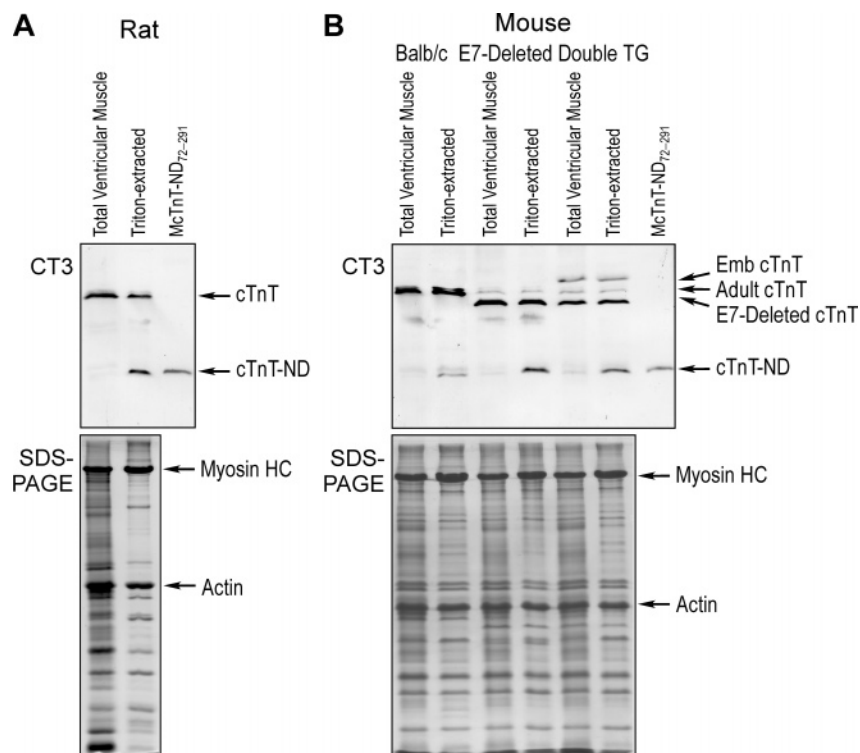 A
Rat
Total Ventricular Muscle
Triton-extracted
McTnT-ND72–291
CT3
cTnT
cTnT-ND
SDS-
PAGE
Myosin HC
Actin
B
Mouse
Balb/c E7-Deleted Double TG
Total Ventricular Muscle
Triton-extracted
Total Ventricular Muscle
Triton-extracted
Total Ventricular Muscle
Triton-extracted
McTnT-ND72–291
CT3
Emb cTnT
Adult cTnT
E7-Deleted cTnT
cTnT-ND
SDS-
PAGE
Myosin HC
Actin